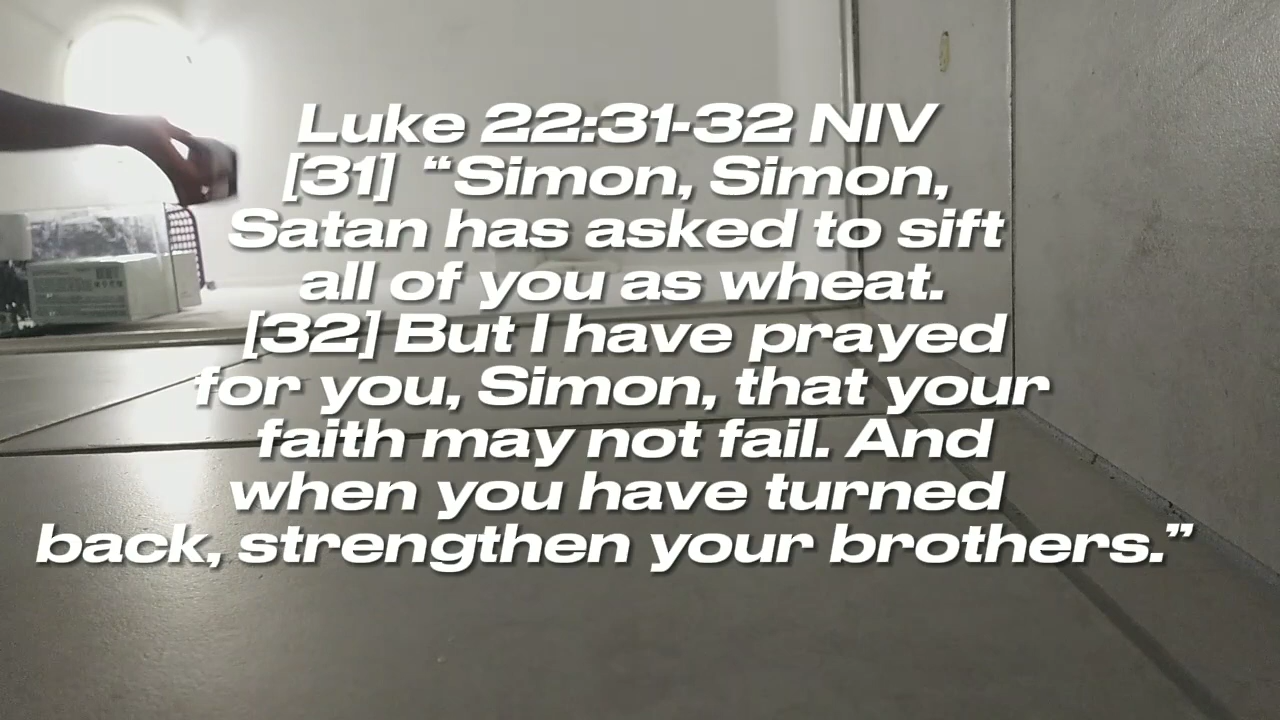 Luke 22:31-32 NIV
[31] “Simon, Simon,
Satan has asked to sift
all of you as wheat.
[32] But I have prayed
for you, Simon, that your
faith may not fail. And
when you have turned
back, strengthen your brothers.”